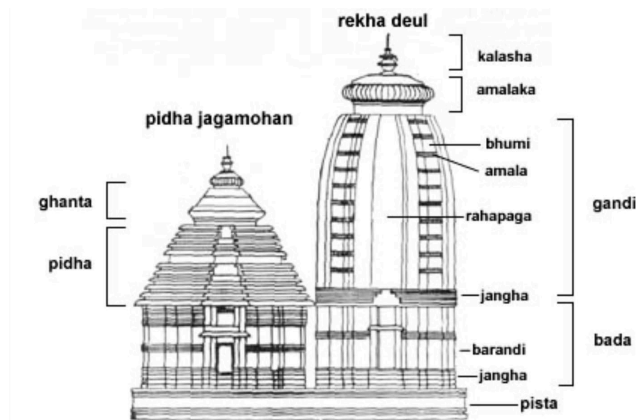 rekha deul
kalasha
amalaka
pidha jagamohan
bhumi
amala
ghanta
rahapaga
gandi
pidha
jangha
barandi
bada
jangha
pista